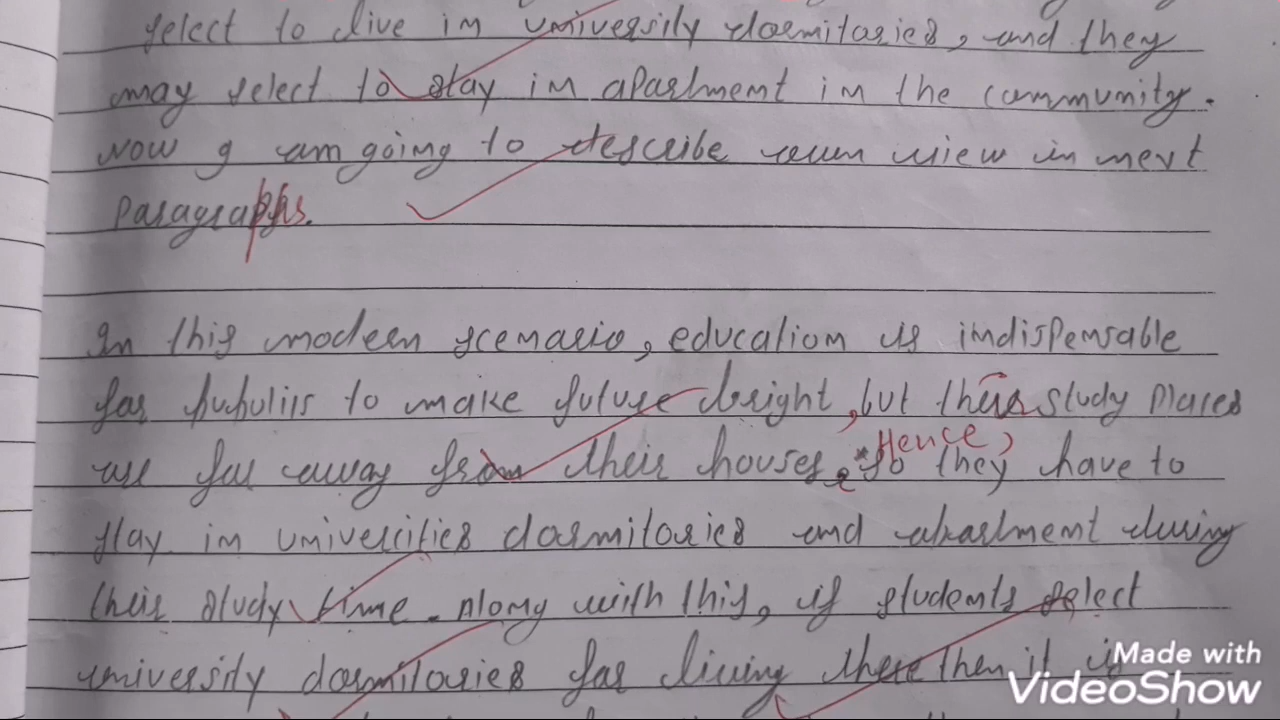 select to live in university dormitories, and they
may select to stay in apartment in the community.
Now I am going to describe own view in next
Paragraphs.
In this modern scenario, education is indispensable
for to make future bright, but their study places
are far away from their houses. Hence, so they have to
stay in univercities dormitories and apartment during
their study time. Along with this, if students select
university dormitories for living there then it is
Made with
VideoShow